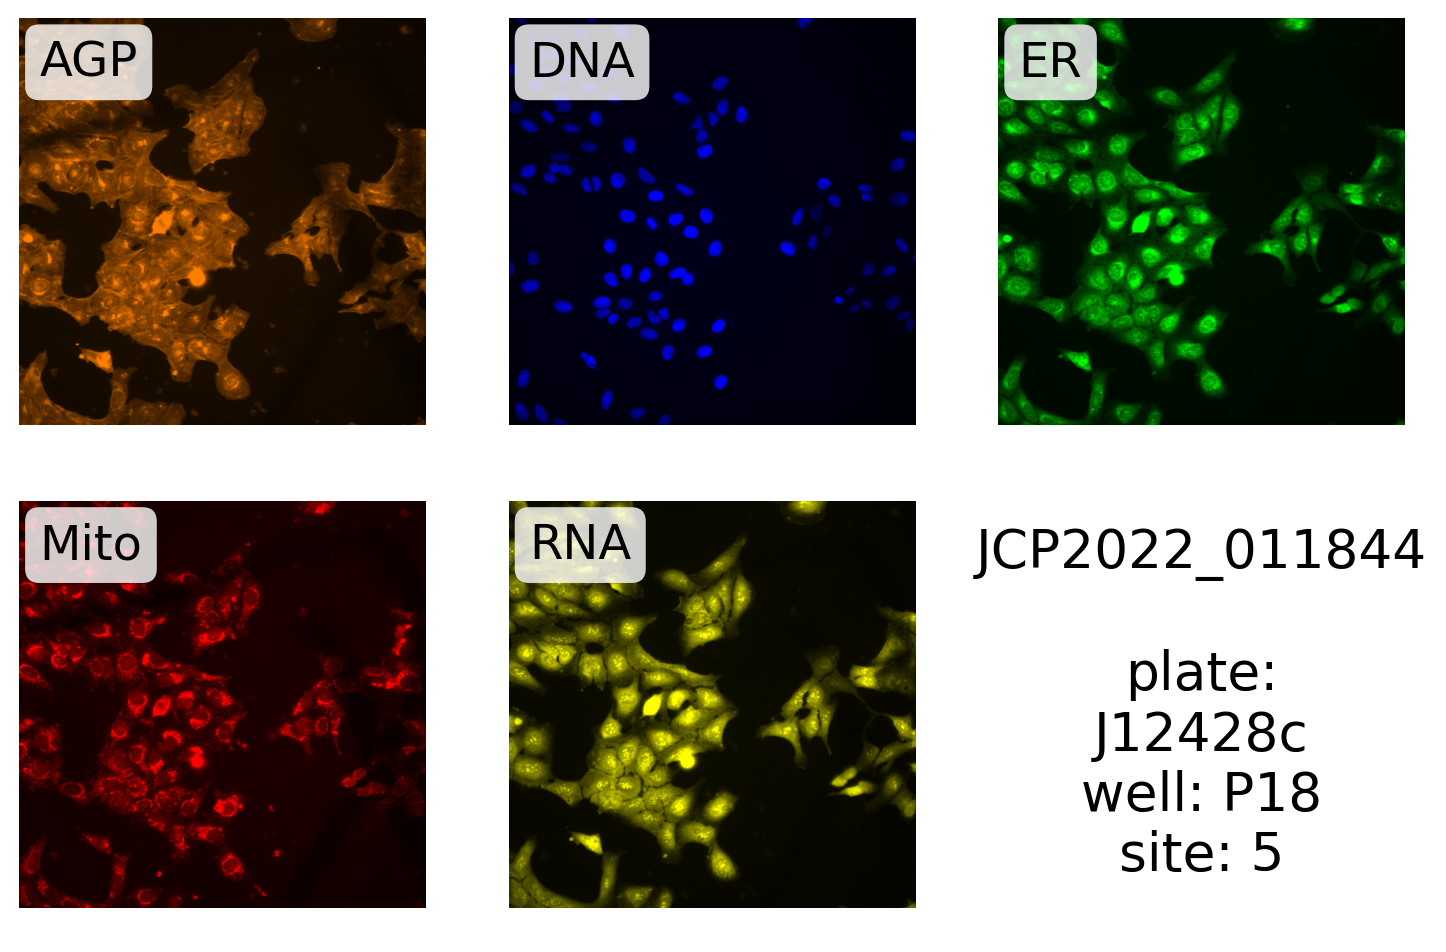 AGP
DNA
ER
Mito
RNA
JCP2022_011844
plate:
J12428c
well: P18
site: 5